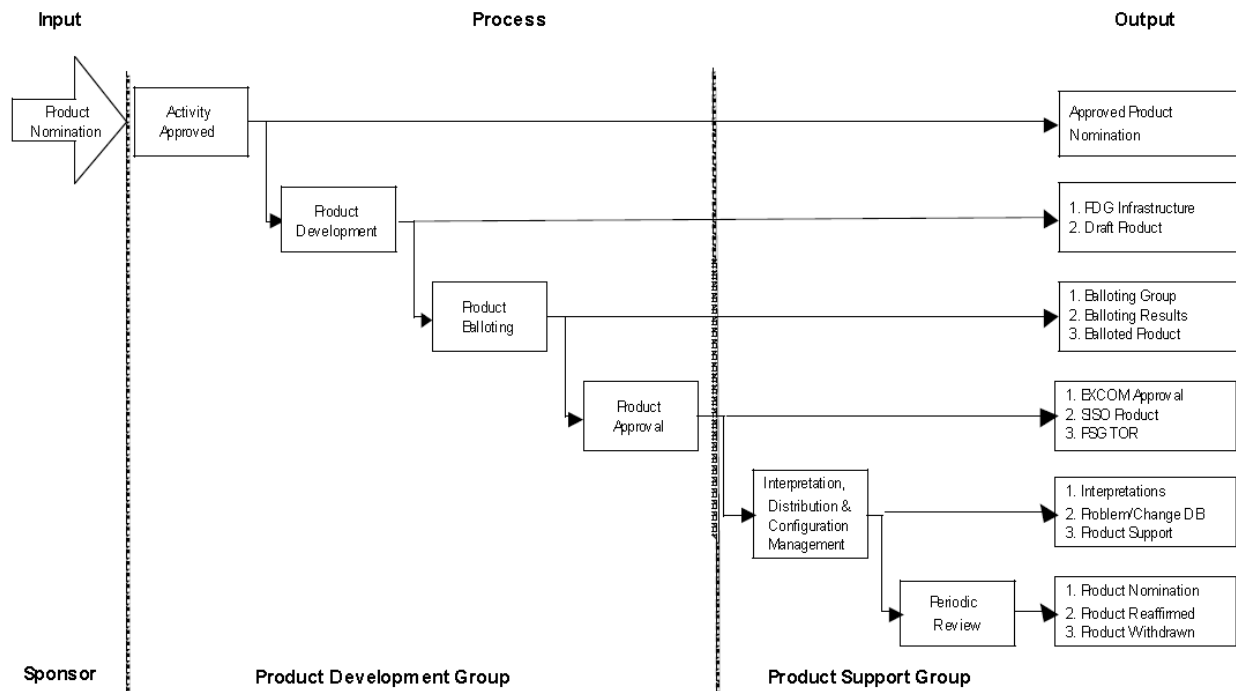 Input
Process
Output
Product
Nomination
Activity
Approved
Approved Product
Nomination
Product
Development
1. PDG Infrastructure
2. Draft Product
Product
Balloting
1. Balloting Group
2. Balloting Results
3. Balloted Product
Product
Approval
1. EXCOM Approval
2. SISO Product
3. PSG TOR
Interpretation,
Distribution &
Configuration
Management
1. Interpretations
2. Problem/Change DB
3. Product Support
Periodic
Review
1. Product Nomination
2. Product Reaffirmed
3. Product Withdrawn
Sponsor
Product Development Group
Product Support Group